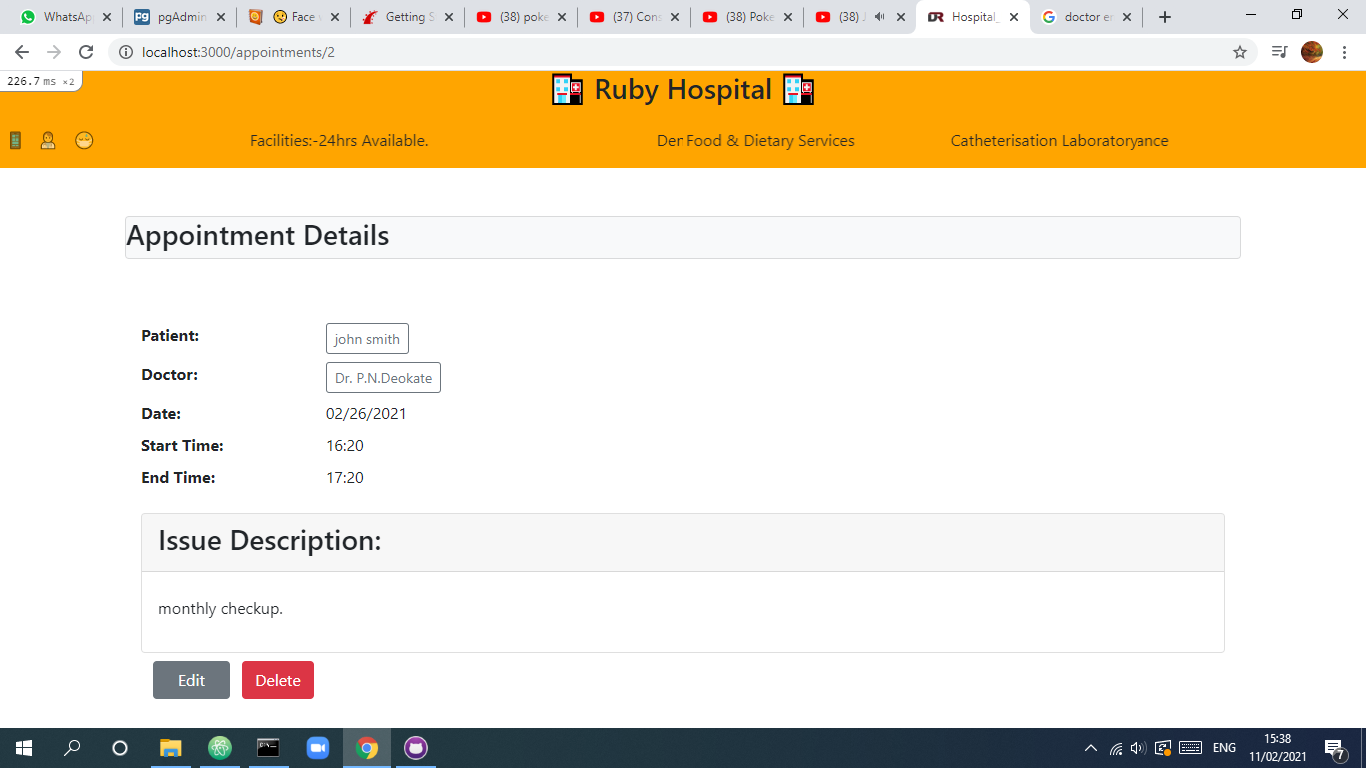 WhatsAp
pgAdmin
Face
Getting S
(38) poke
(37) Cons
(38) Poke
(38) J
Hospital_
doctor er
localhost:3000/appointments/2
226.7 ms ×2
Ruby Hospital
Facilities:-24hrs Available.
Der Food & Dietary Services
Catheterisation Laboratoryance
Appointment Details
Patient: john smith
Doctor: Dr. P.N.Deokate
Date: 02/26/2021
Start Time: 16:20
End Time: 17:20
Issue Description:
monthly checkup.
Edit Delete
ENG
15:38
11/02/2021
7